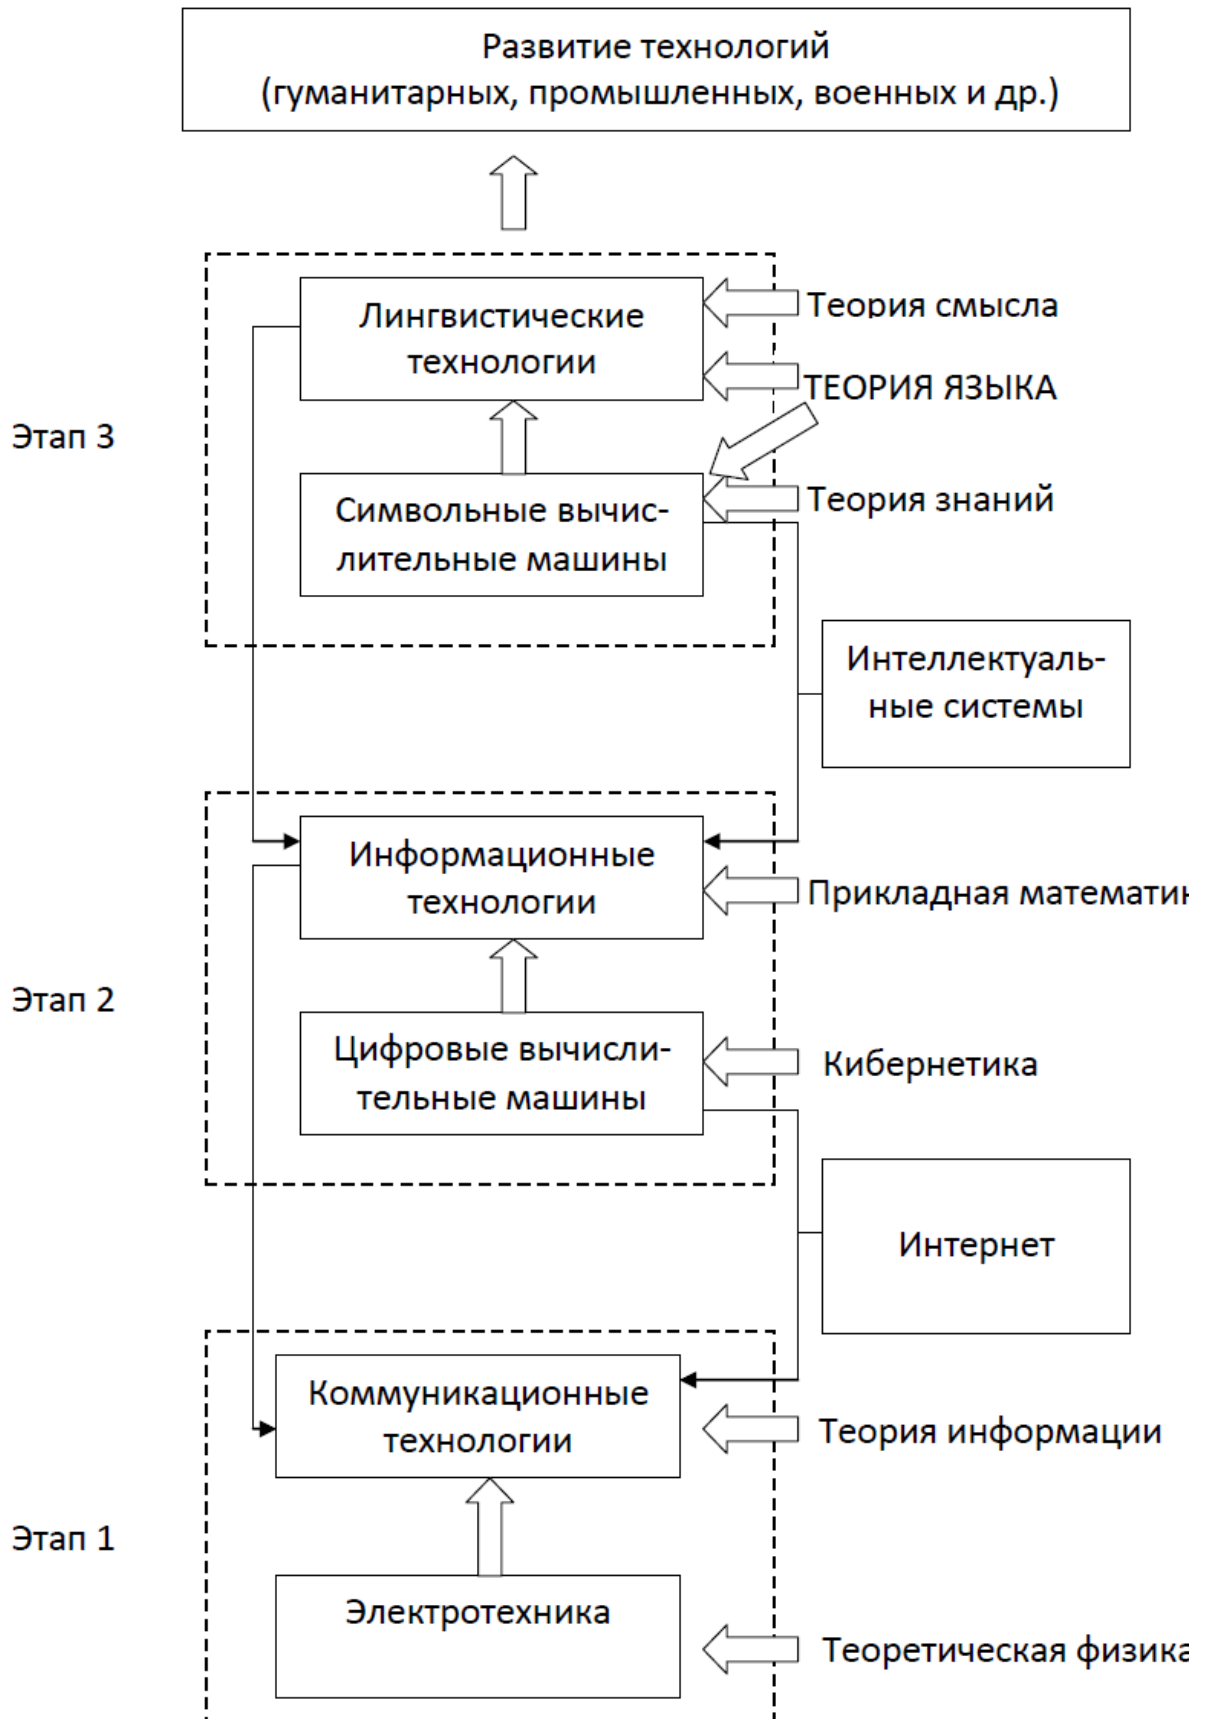 Развитие технологий
(гуманитарных, промышленных, военных и др.)
Лингвистические
технологии
Теория смысла
ТЕОРИЯ ЯЗЫКА
Этап 3
Символьные вычис-
лительные машины
Теория знаний
Интеллектуаль-
ные системы
Информационные
технологии
Прикладная математик
Этап 2
Цифровые вычисли-
тельные машины
Кибернетика
Интернет
Коммуникационные
технологии
Теория информации
Этап 1
Электротехника
Теоретическая физика